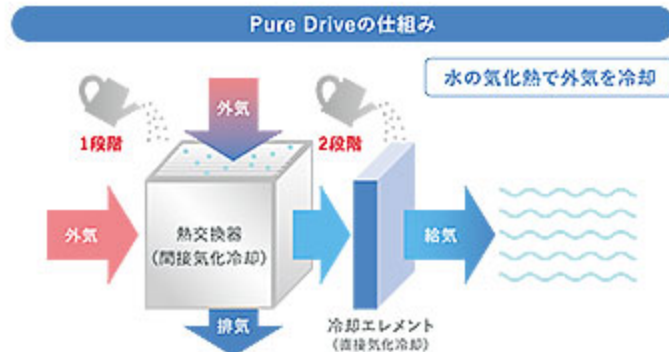 Pure Driveの仕組み
水の気化熱で外気を冷却
1段階
外気
2段階
外気
熱交換器
(間接気化冷却)
給気
排気
冷却エレメント
(直接気化冷却)